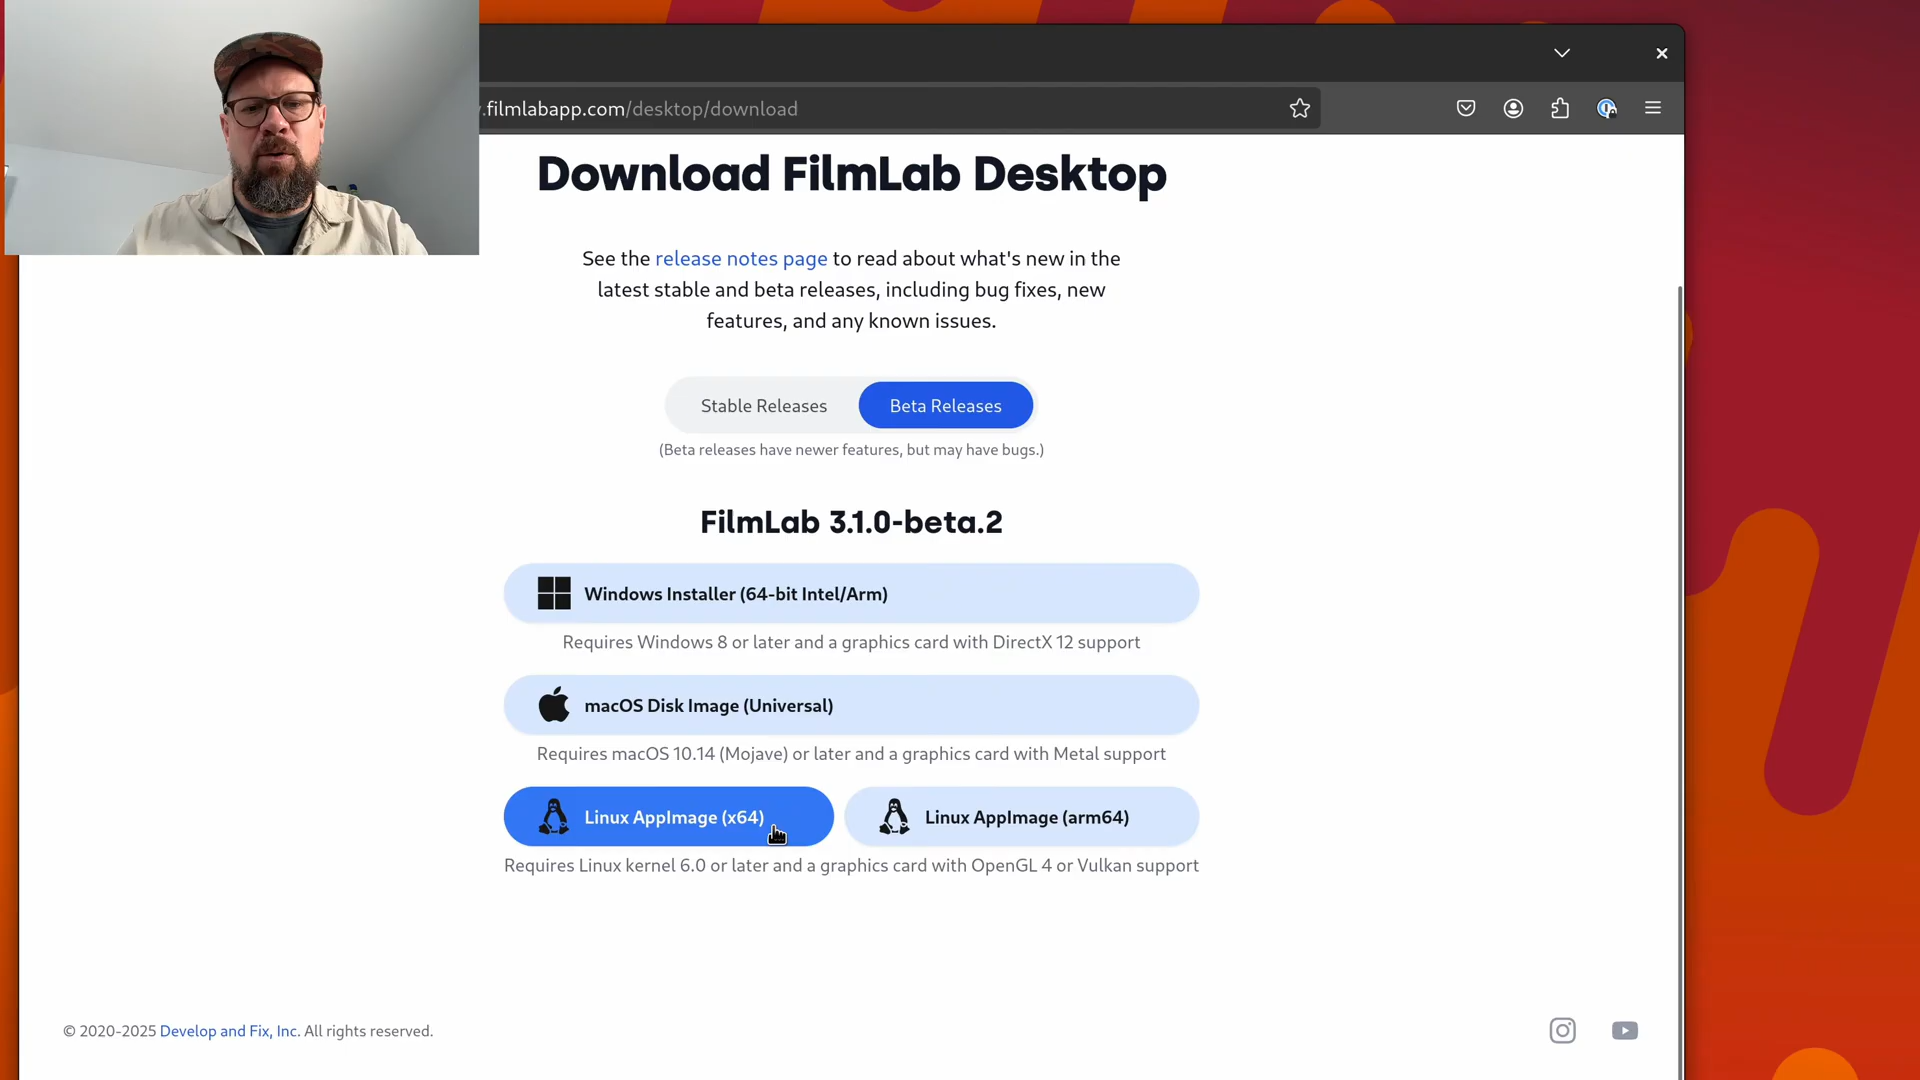 .filmlabapp.com/desktop/download
Download FilmLab Desktop
See the release notes page to read about what's new in the
latest stable and beta releases, including bug fixes, new
features, and any known issues.
Stable Releases
Beta Releases
(Beta releases have newer features, but may have bugs.)
FilmLab 3.1.0-beta.2
Windows Installer (64-bit Intel/Arm)
Requires Windows 8 or later and a graphics card with DirectX 12 support
macOS Disk Image (Universal)
Requires macOS 10.14 (Mojave) or later and a graphics card with Metal support
Linux AppImage (x64)
Linux AppImage (arm64)
Requires Linux kernel 6.0 or later and a graphics card with OpenGL 4 or Vulkan support
© 2020-2025 Develop and Fix, Inc. All rights reserved.